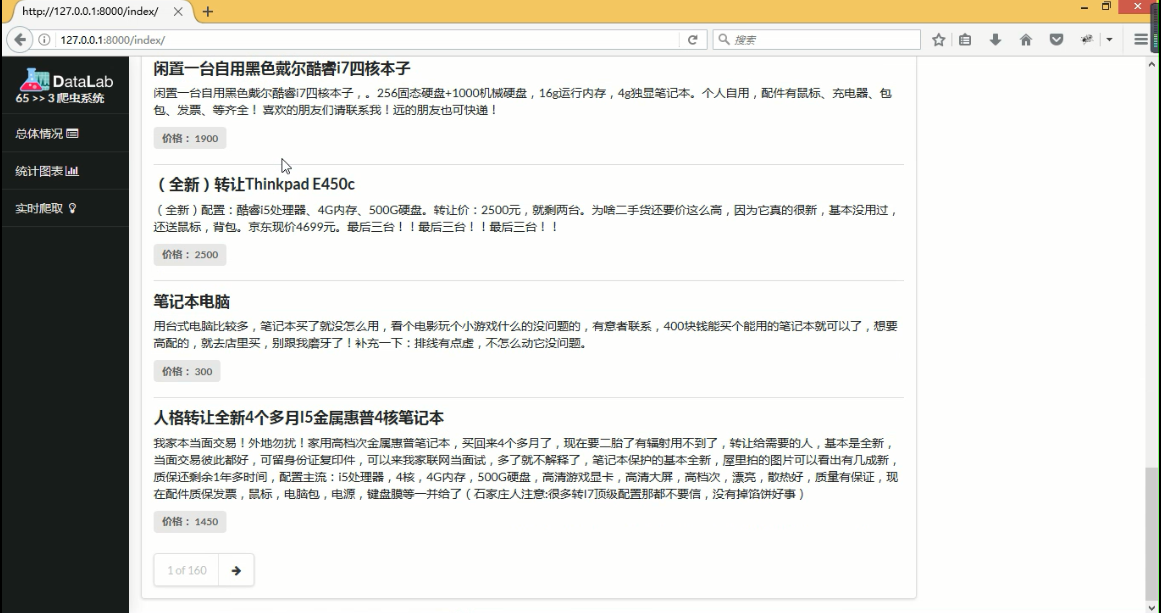 http://127.0.0.1:8000/index/
127.0.0.1:8000/index/
搜索
DataLab
65 >> 3 爬虫系统
总体情况
统计图表
实时爬取
闲置一台自用黑色戴尔酷睿i7四核本子
闲置一台自用黑色戴尔酷睿i7四核本子，。256固态硬盘+1000机械硬盘，16g运行内存，4g独显笔记本。个人自用，配件有鼠标、充电器、包
包、发票、等齐全！ 喜欢的朋友们请联系我！远的朋友也可快递！
价格： 1900
（ 全新 ）转让Thinkpad E450c
（ 全新 ）配置：酷睿i5处理器、4G内存、500G硬盘。转让价：2500元，就剩两台。为啥二手货还要价这么高，因为它真的很新，基本没用过，
还送鼠标，背包。京东现价4699元。最后三台！！最后三台！！最后三台！！
价格： 2500
笔记本电脑
用台式电脑比较多，笔记本买了就没怎么用，看个电影玩个小游戏什么的没问题的，有意者联系，400块钱能买个能用的笔记本就可以了，想要
高配的，就去店里买，别跟我磨牙了！补充一下：排线有点虚，不怎么动它没问题。
价格： 300
人格转让全新4个多月I5金属惠普4核笔记本
我家本当面交易！外地勿扰！家用高档次金属惠普笔记本，买回来4个多月了，现在要二胎了有辐射用不到了，转让给需要的人，基本是全新，
当面交易彼此都好，可留身份证复印件，可以来我家联网当面试，多了就不解释了，笔记本保护的基本全新，屋里拍的图片可以看出有几成新，
质保还剩余1年多时间，配置主流：i5处理器，4核，4G内存，500G硬盘，高清游戏显卡，高清大屏，高档次，漂亮，散热好，质量有保证，现
在配件质保发票，鼠标，电脑包，电源，键盘膜等一并给了（ 石家庄人注意:很多转I7顶级配置那都不要信，没有掉馅饼好事 ）
价格： 1450
1 of 160